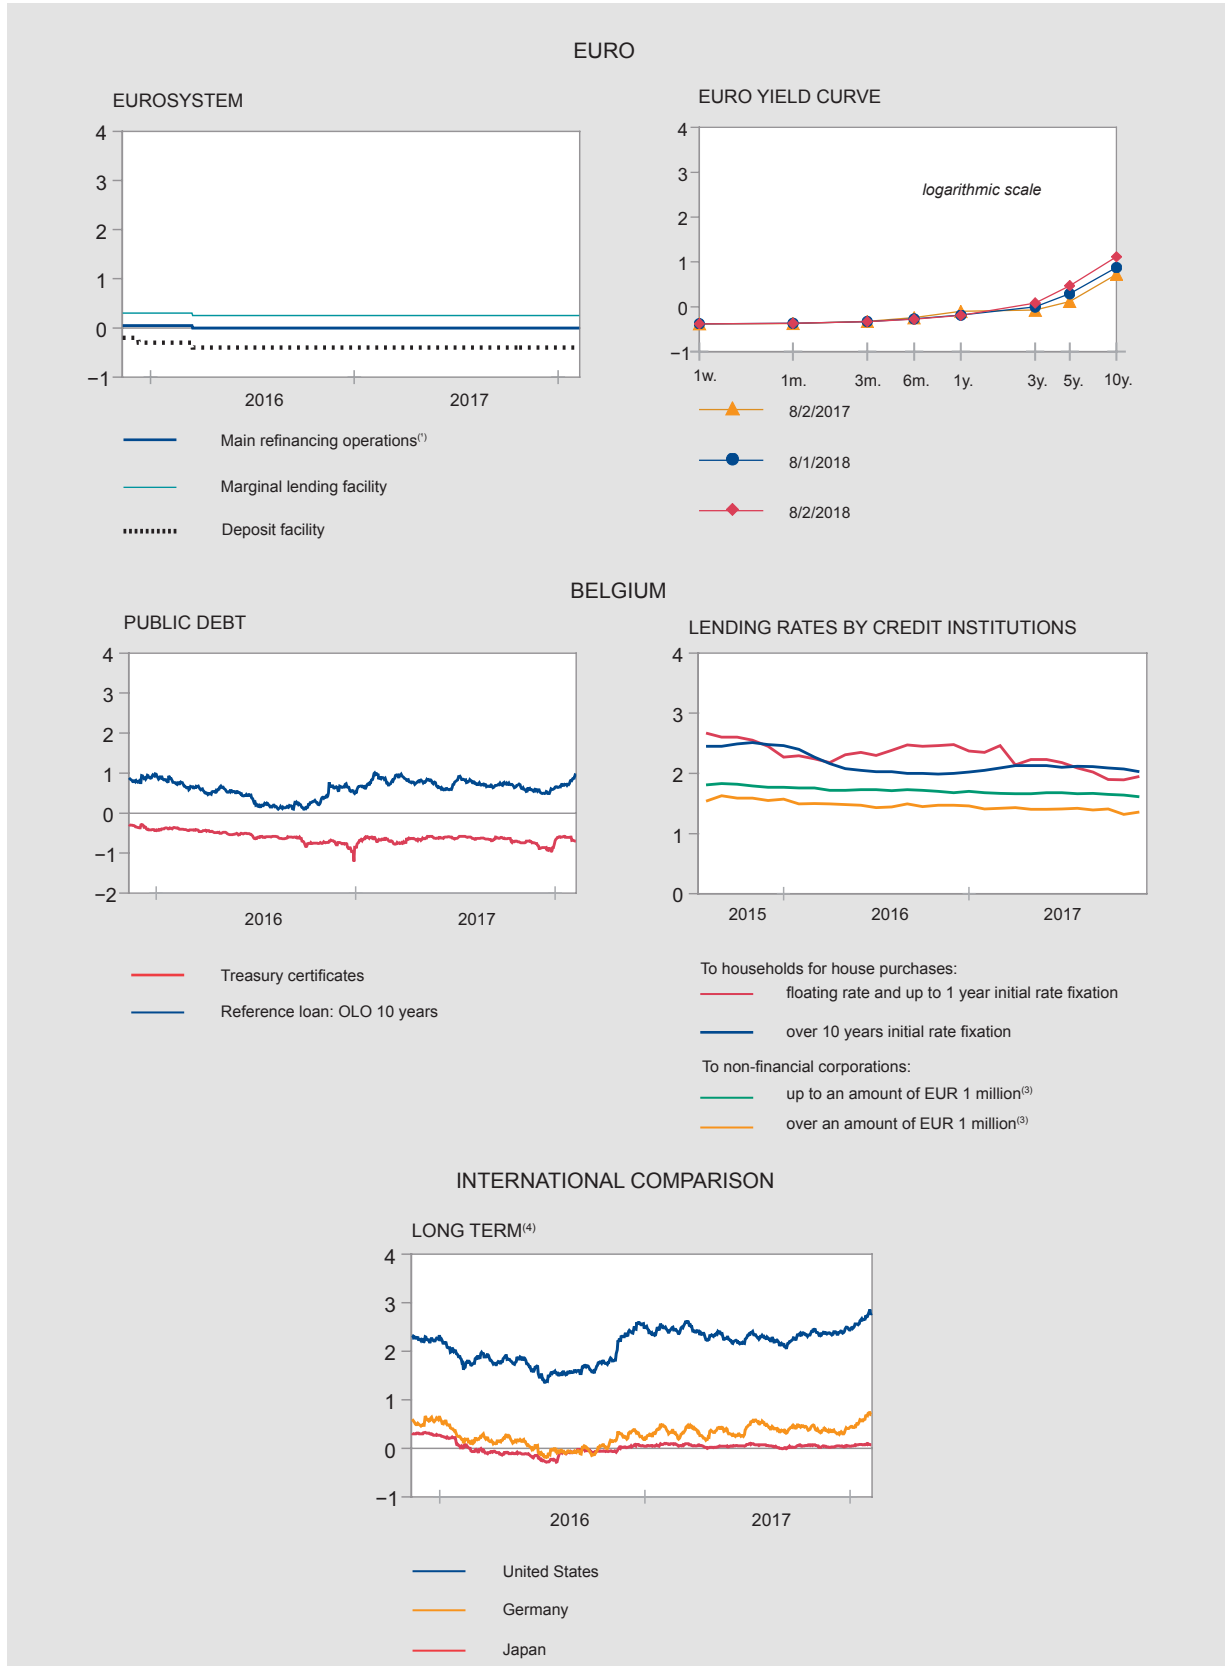 EURO
EUROSYSTEM
4
3
2
1
0
−1
2016
2017
Main refinancing operations(*)
Marginal lending facility
Deposit facility
EURO YIELD CURVE
4
3
2
1
0
−1
logarithmic scale
1w.
1m.
3m.
6m.
1y.
3y.
5y.
10y.
8/2/2017
8/1/2018
8/2/2018
BELGIUM
PUBLIC DEBT
4
3
2
1
0
−1
−2
2016
2017
Treasury certificates
Reference loan: OLO 10 years
LENDING RATES BY CREDIT INSTITUTIONS
4
3
2
1
0
2015
2016
2017
To households for house purchases:
floating rate and up to 1 year initial rate fixation
over 10 years initial rate fixation
To non-financial corporations:
up to an amount of EUR 1 million(3)
over an amount of EUR 1 million(3)
INTERNATIONAL COMPARISON
LONG TERM(4)
4
3
2
1
0
−1
2016
2017
United States
Germany
Japan